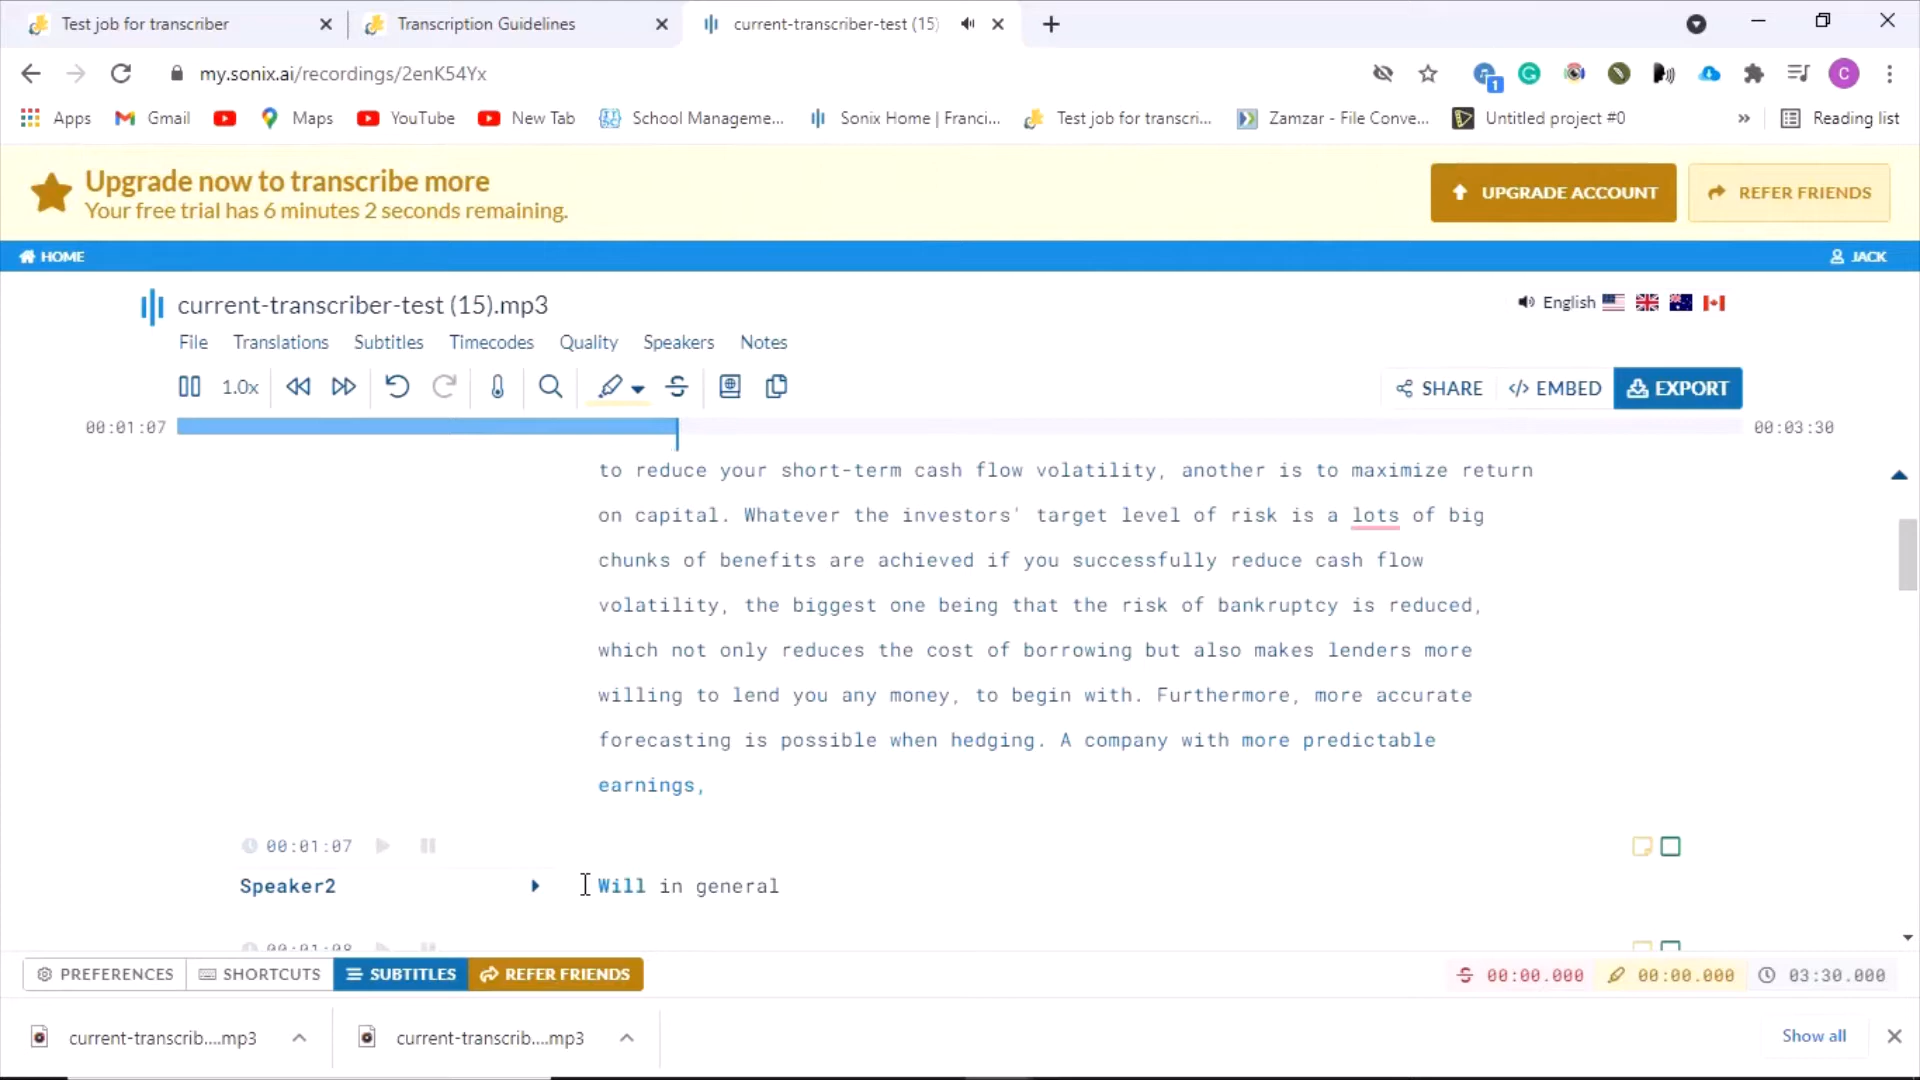 Test job for transcriber
Transcription Guidelines
current-transcriber-test (15)
my.sonix.ai/recordings/2enK54Yx
1
C
Apps
Gmail
Maps
YouTube
New Tab
School Manageme...
Sonix Home | Franci...
Test job for transcri...
Zamzar - File Conve...
Untitled project #0
»
Reading list
Upgrade now to transcribe more
Your free trial has 6 minutes 2 seconds remaining.
UPGRADE ACCOUNT
REFER FRIENDS
HOME
JACK
current-transcriber-test (15).mp3
English
File
Translations
Subtitles
Timecodes
Quality
Speakers
Notes
1.0x
SHARE
</> EMBED
EXPORT
00:01:07
00:03:30
to reduce your short-term cash flow volatility, another is to maximize return
on capital. Whatever the investors' target level of risk is a lots of big
chunks of benefits are achieved if you successfully reduce cash flow
volatility, the biggest one being that the risk of bankruptcy is reduced,
which not only reduces the cost of borrowing but also makes lenders more
willing to lend you any money, to begin with. Furthermore, more accurate
forecasting is possible when hedging. A company with more predictable
earnings,
00:01:07
Speaker2
Will in general
00:01:08
PREFERENCES
SHORTCUTS
SUBTITLES
REFER FRIENDS
00:00.000
00:00.000
03:30.000
current-transcrib....mp3
current-transcrib....mp3
Show all